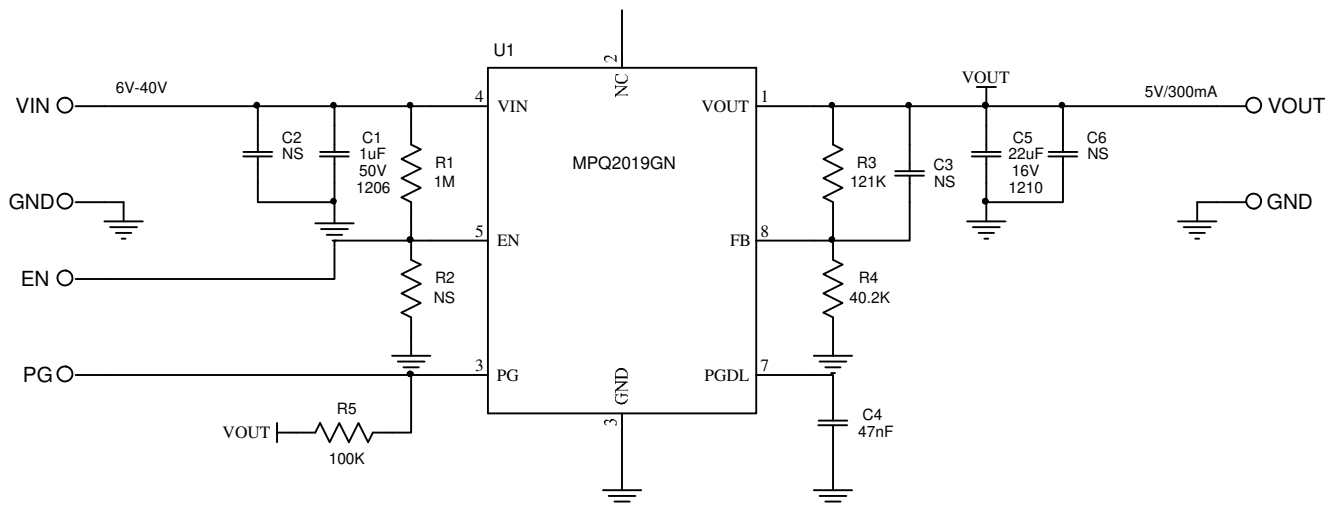 U1
2
NC
VIN
6V-40V
4
VIN
VOUT
1
VOUT
5V/300mA
VOUT
C2
NS
C1
1uF
50V
1206
R1
1M
MPQ2019GN
R3
121K
C3
NS
C5
22uF
16V
1210
C6
NS
GND
GND
5
EN
FB
8
EN
R2
NS
R4
40.2K
PG
3
PG
GND
3
PGDL
7
R5
VOUT
100K
C4
47nF